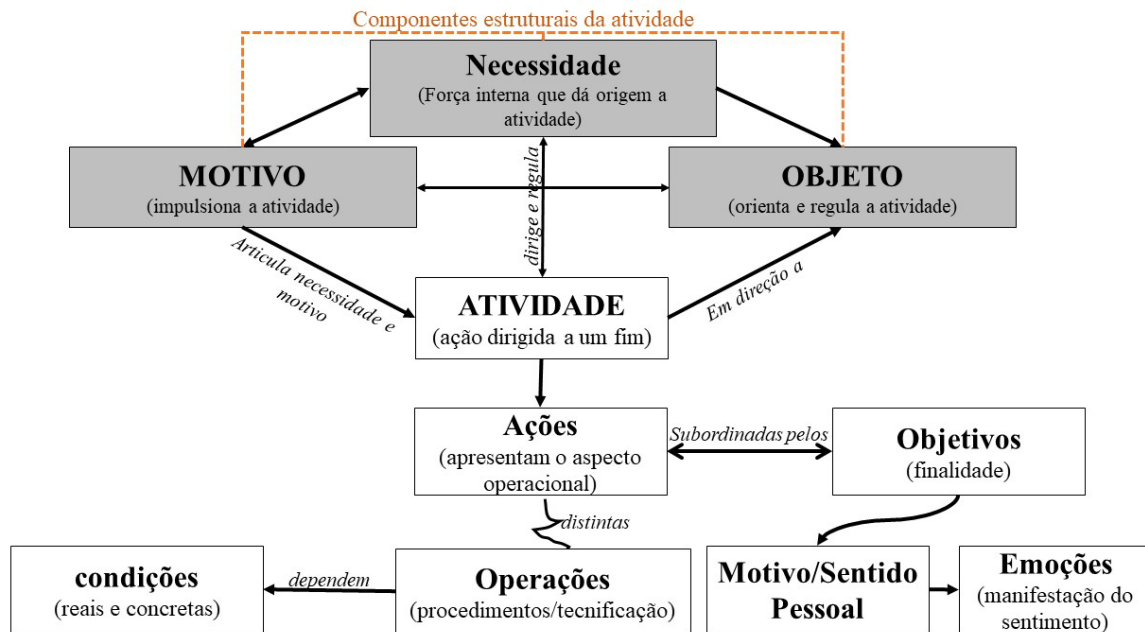 Componentes estruturais da atividade
Necessidade
(Força interna que dá origem a
atividade)
MOTIVO
(impulsiona a atividade)
OBJETO
(orienta e regula a atividade)
dirige e regula
Articula necessidade e
motivo
Em direção a
ATIVIDADE
(ação dirigida a um fim)
Ações
(apresentam o aspecto
operacional)
Subordinadas pelos
Objetivos
(finalidade)
distintas
condições
(reais e concretas)
dependem
Operações
(procedimentos/tecnificação)
Motivo/Sentido
Pessoal
Emoções
(manifestação do
sentimento)